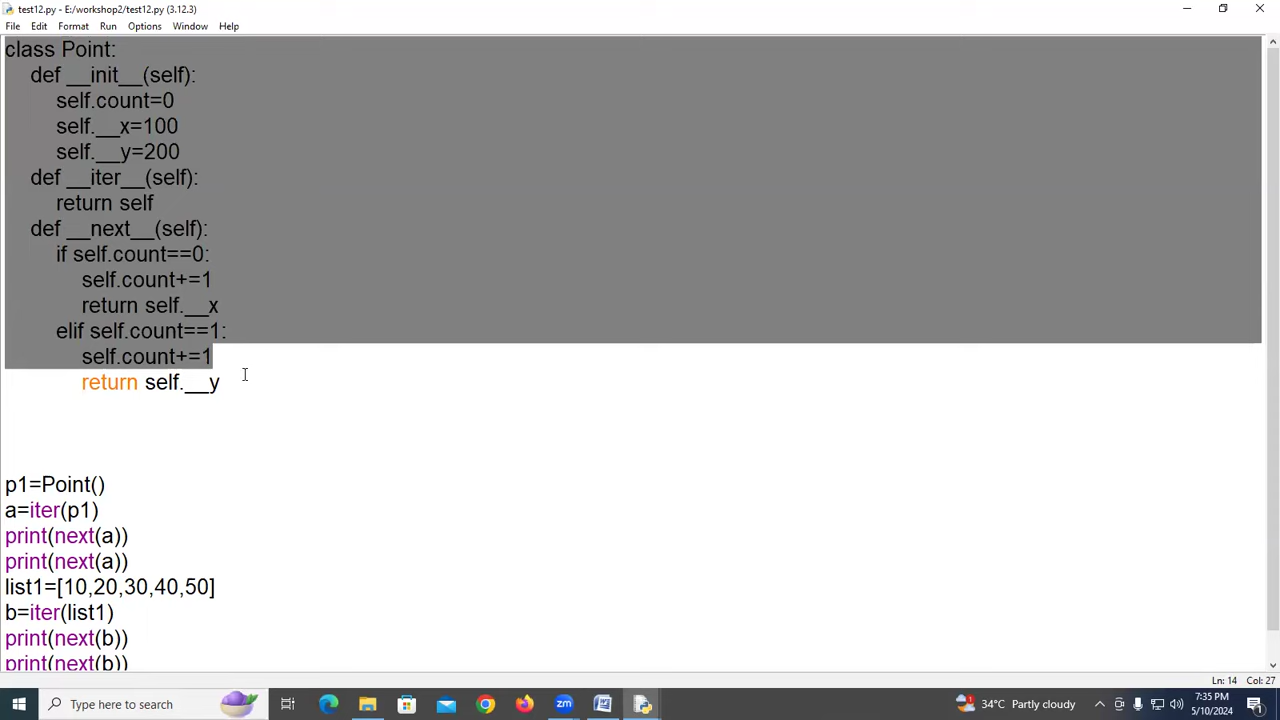 test12.py - E:/workshop2/test12.py (3.12.3)
File Edit Format Run Options Window Help
class Point:
    def __init__(self):
        self.count=0
        self.__x=100
        self.__y=200
    def __iter__(self):
        return self
    def __next__(self):
        if self.count==0:
            self.count+=1
            return self.__x
        elif self.count==1:
            self.count+=1
            return self.__y
p1=Point()
a=iter(p1)
print(next(a))
print(next(a))
list1=[10,20,30,40,50]
b=iter(list1)
print(next(b))
print(next(b))
Ln: 14 Col: 27
Type here to search
zm
W
34°C Partly cloudy
7:35 PM
5/10/2024
1